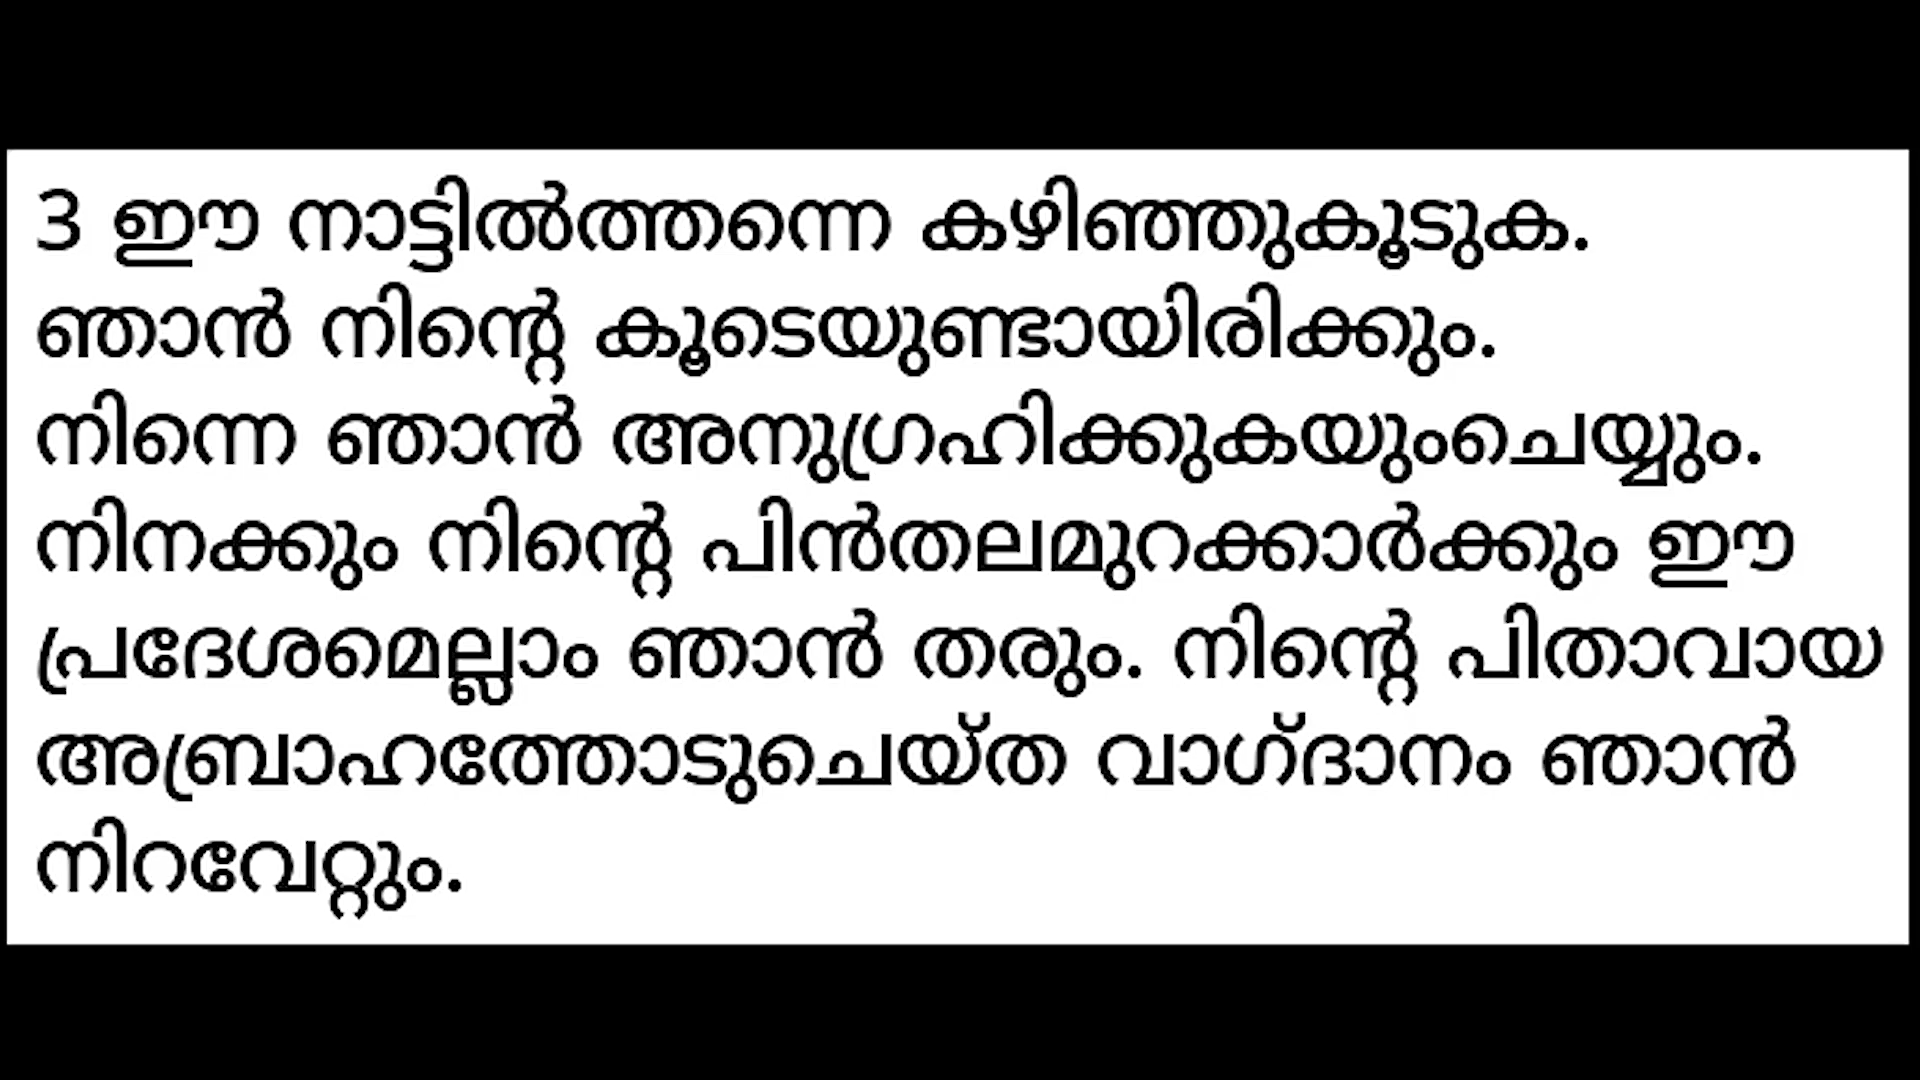 3 ഈ നാട്ടിൽത്തന്നെ കഴിഞ്ഞുകൂടുക.
ഞാൻ നിന്റെ കൂടെയുണ്ടായിരിക്കും.
നിന്നെ ഞാൻ അനുഗ്രഹിക്കുകയുംചെയ്യും.
നിനക്കും നിന്റെ പിൻതലമുറക്കാർക്കും ഈ
പ്രദേശമെല്ലാം ഞാൻ തരും. നിന്റെ പിതാവായ
അബ്രാഹത്തോടുചെയ്ത വാഗ്ദാനം ഞാൻ
നിറവേറ്റും.